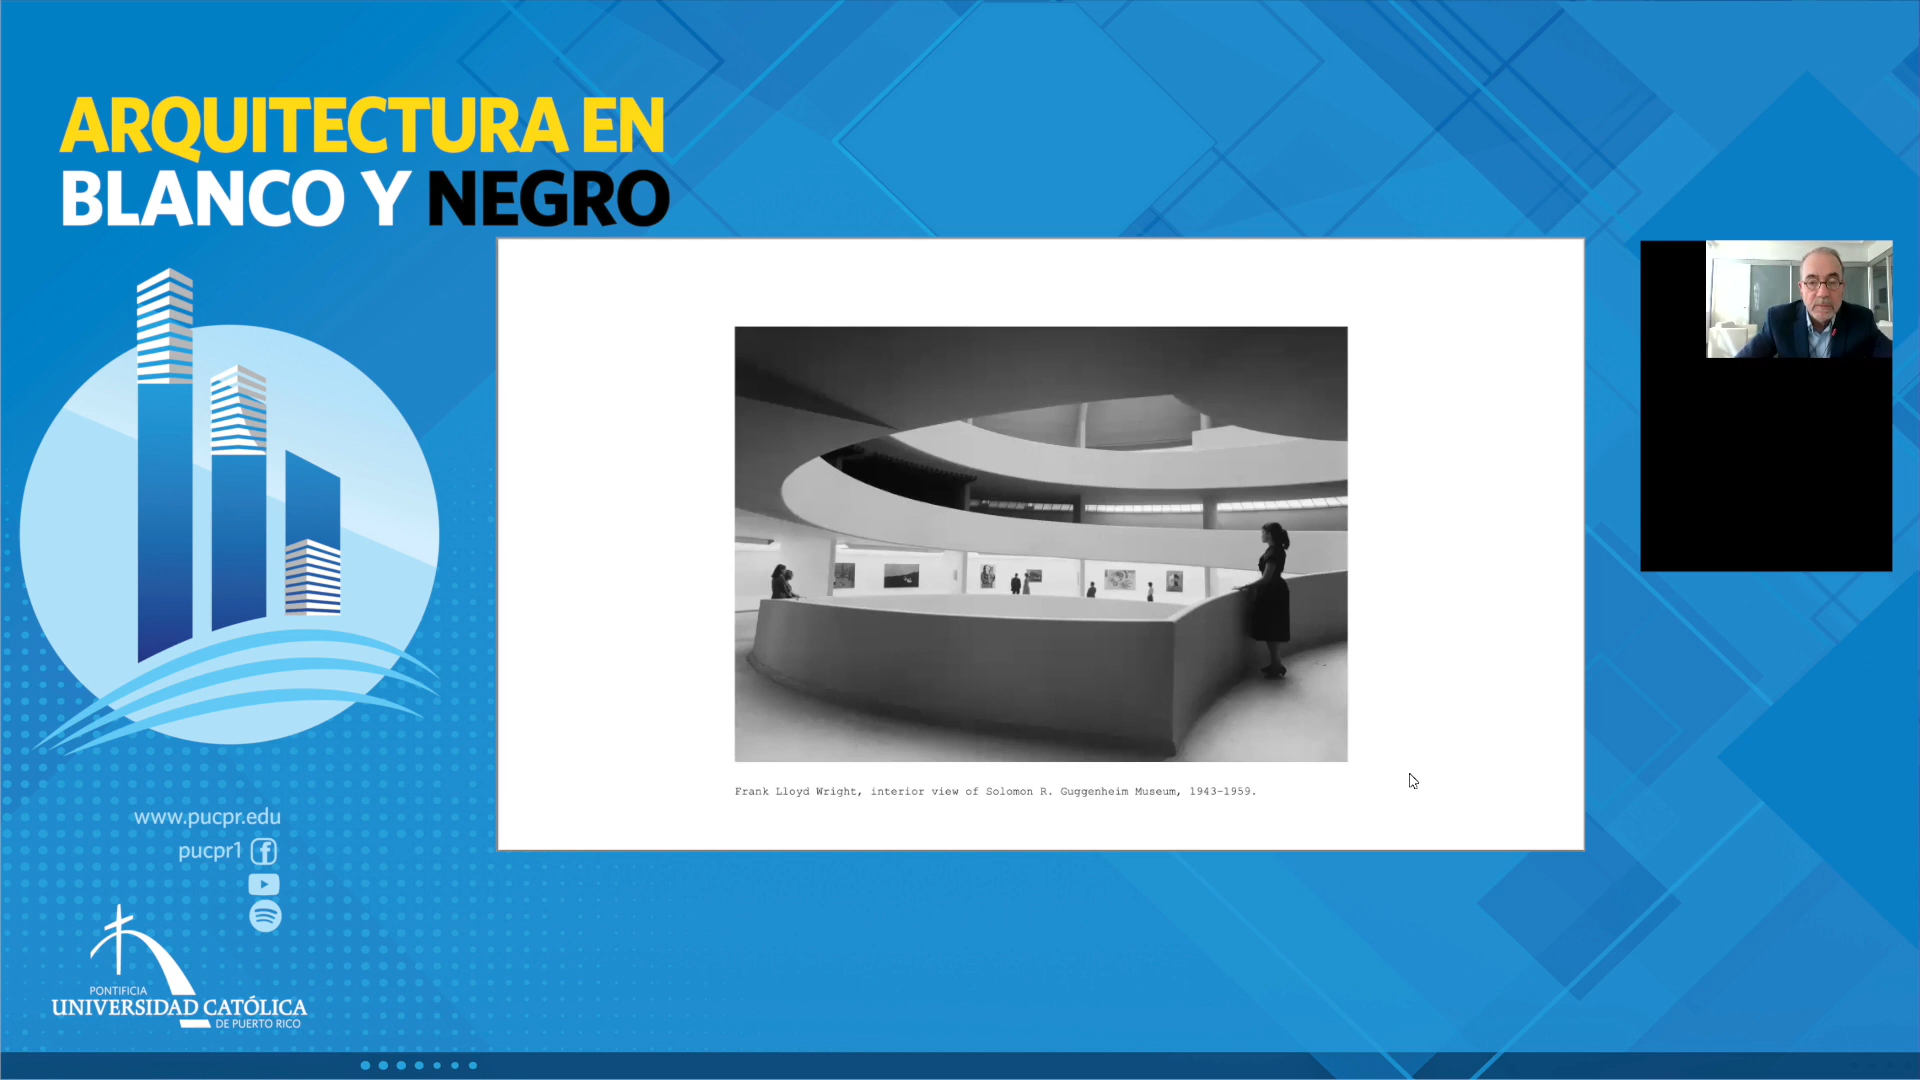 ARQUITECTURA EN
BLANCO Y NEGRO
Frank Lloyd Wright, interior view of Solomon R. Guggenheim Museum, 1943-1959.
www.pucpr.edu
pucpr1
PONTIFICIA
UNIVERSIDAD CATÓLICA
DE PUERTO RICO